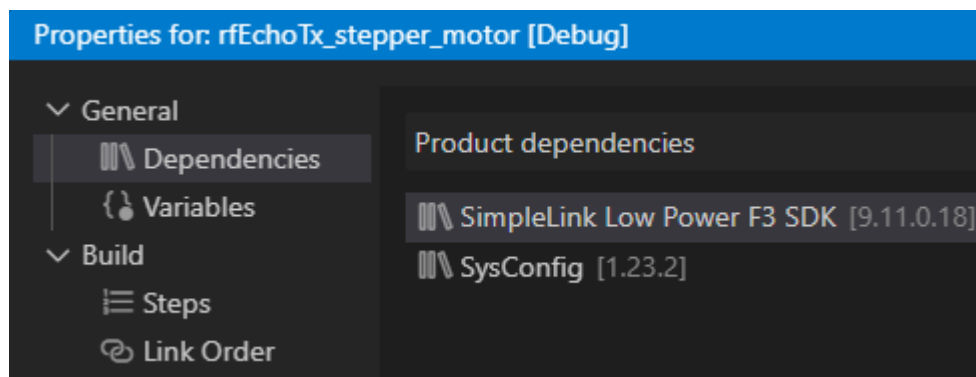 Properties for: rfEchoTx_stepper_motor [Debug]
General
Dependencies
Variables
Build
Steps
Link Order
Product dependencies
SimpleLink Low Power F3 SDK [9.11.0.18]
SysConfig [1.23.2]